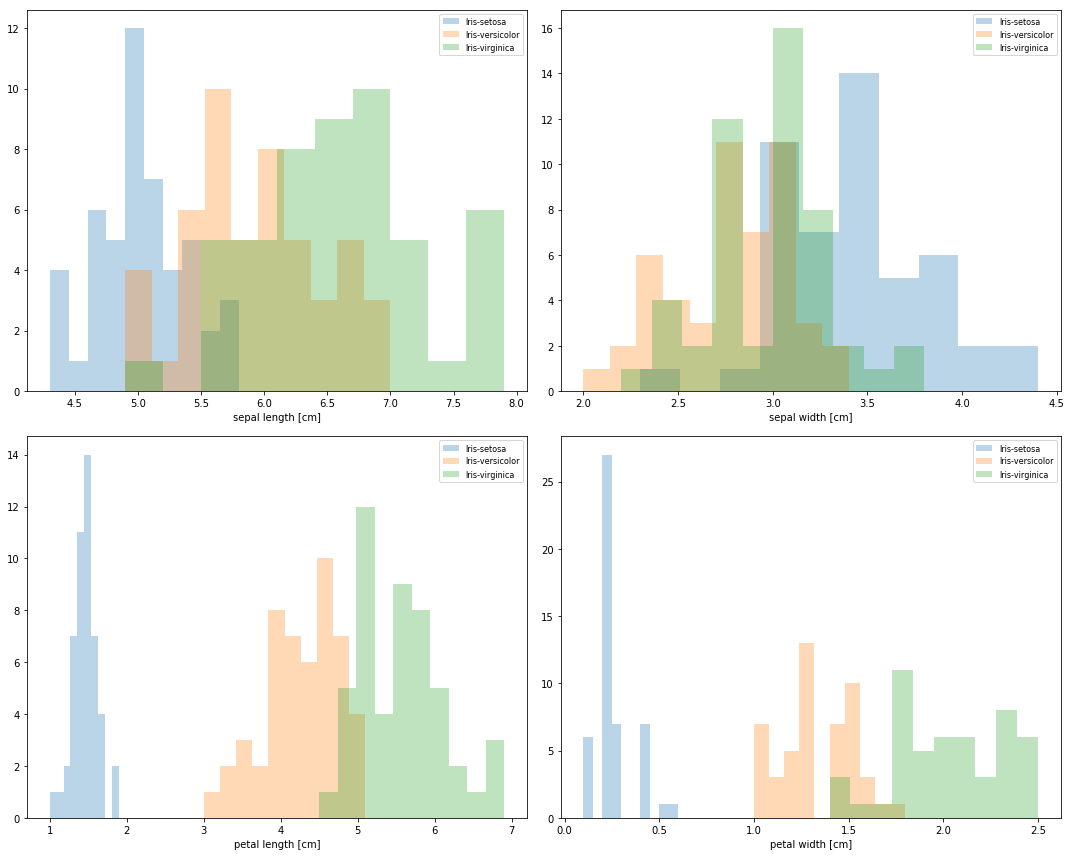 12
10
8
6
4
2
0
4.5 5.0 5.5 6.0 6.5 7.0 7.5 8.0
sepal length [cm]
Iris-setosa
Iris-versicolor
Iris-virginica
16
14
12
10
8
6
4
2
0
2.0 2.5 3.0 3.5 4.0 4.5
sepal width [cm]
Iris-setosa
Iris-versicolor
Iris-virginica
14
12
10
8
6
4
2
0
1 2 3 4 5 6 7
petal length [cm]
Iris-setosa
Iris-versicolor
Iris-virginica
25
20
15
10
5
0
0.0 0.5 1.0 1.5 2.0 2.5
petal width [cm]
Iris-setosa
Iris-versicolor
Iris-virginica